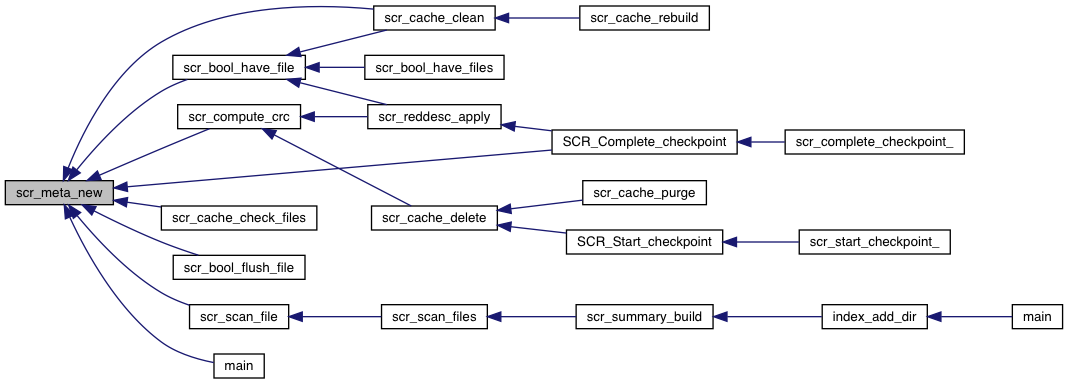 scr_cache_clean
scr_cache_rebuild
scr_bool_have_file
scr_bool_have_files
scr_compute_crc
scr_reddesc_apply
SCR_Complete_checkpoint
scr_complete_checkpoint_
scr_meta_new
scr_cache_check_files
scr_cache_delete
scr_cache_purge
SCR_Start_checkpoint
scr_start_checkpoint_
scr_bool_flush_file
scr_scan_file
scr_scan_files
scr_summary_build
index_add_dir
main
main